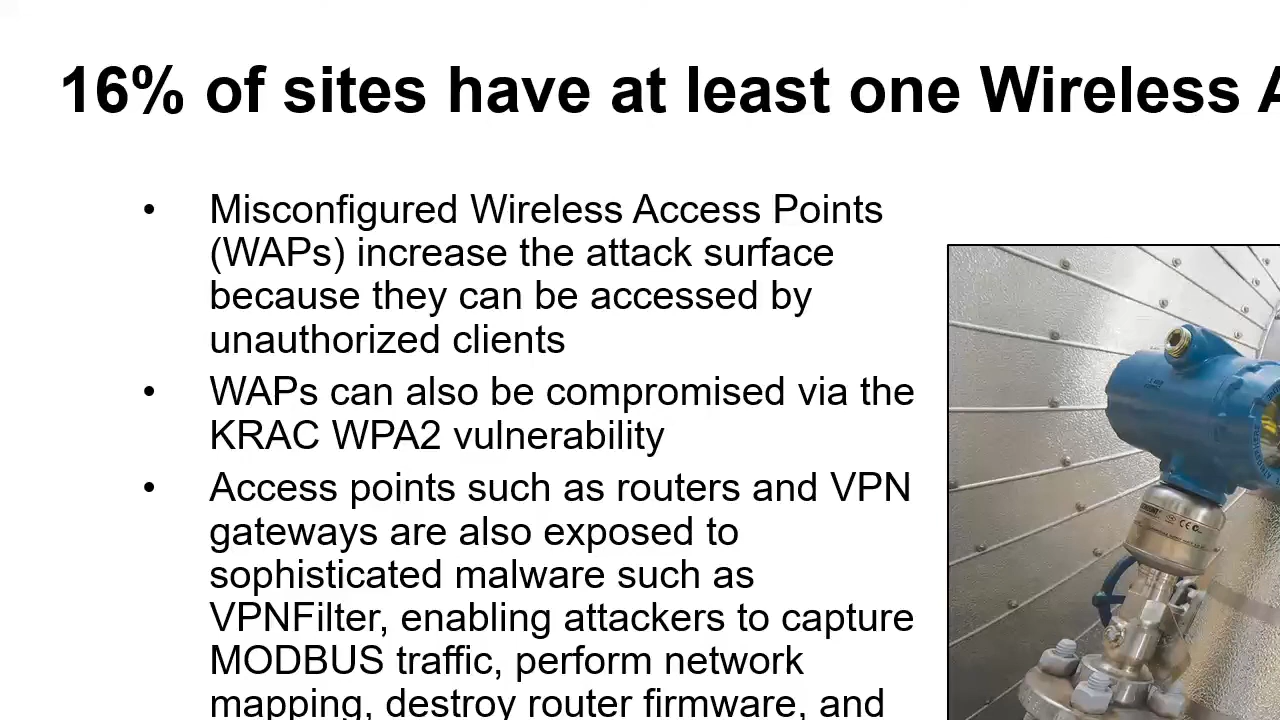 16% of sites have at least one Wireless A
• Misconfigured Wireless Access Points
(WAPs) increase the attack surface
because they can be accessed by
unauthorized clients
• WAPs can also be compromised via the
KRAC WPA2 vulnerability
• Access points such as routers and VPN
gateways are also exposed to
sophisticated malware such as
VPNFilter, enabling attackers to capture
MODBUS traffic, perform network
mapping, destroy router firmware, and